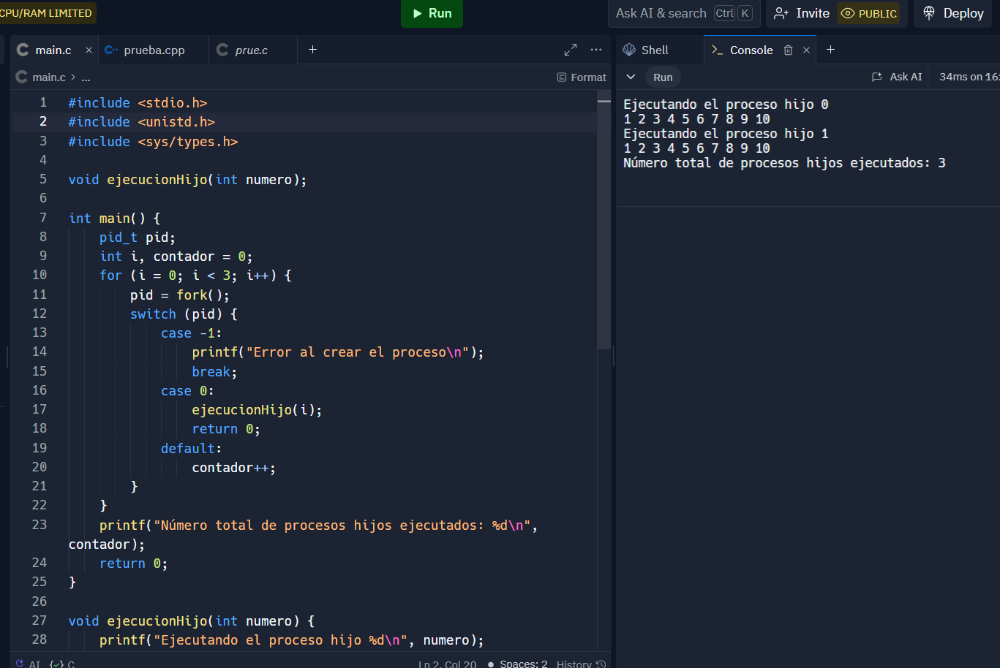 CPU/RAM LIMITED
Run
Ask AI & search Ctrl K
Invite
PUBLIC
Deploy
main.c
prueba.cpp
prue.c
Shell
Console
main.c > ...
Format
Run
Ask AI
34ms on 16:
1 #include <stdio.h>
2 #include <unistd.h>
3 #include <sys/types.h>
4
5 void ejecucionHijo(int numero);
6
7 int main() {
8 pid_t pid;
9 int i, contador = 0;
10 for (i = 0; i < 3; i++) {
11 pid = fork();
12 switch (pid) {
13 case -1:
14 printf("Error al crear el proceso\n");
15 break;
16 case 0:
17 ejecucionHijo(i);
18 return 0;
19 default:
20 contador++;
21 }
22 }
23 printf("Número total de procesos hijos ejecutados: %d\n",
contador);
24 return 0;
25 }
26
27 void ejecucionHijo(int numero) {
28 printf("Ejecutando el proceso hijo %d\n", numero);
AI
C
Ln 2, Col 20
Spaces: 2
History
Ejecutando el proceso hijo 0
1 2 3 4 5 6 7 8 9 10
Ejecutando el proceso hijo 1
1 2 3 4 5 6 7 8 9 10
Número total de procesos hijos ejecutados: 3